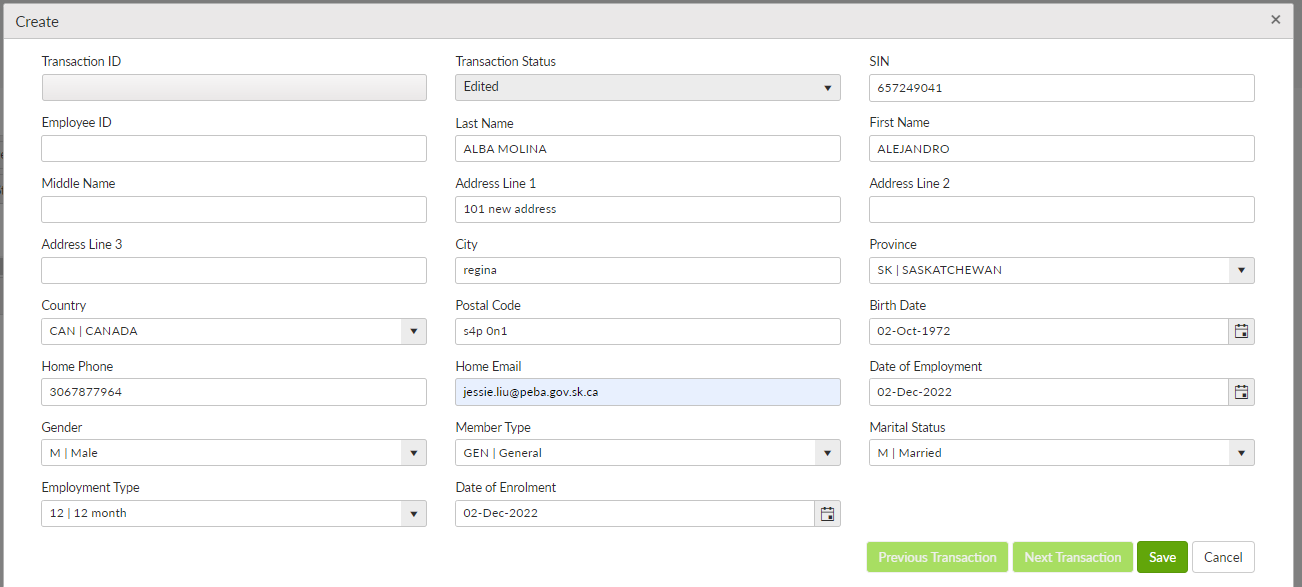 Create
Transaction ID
Transaction Status
SIN
Edited
657249041
Employee ID
Last Name
First Name
ALBA MOLINA
ALEJANDRO
Middle Name
Address Line 1
Address Line 2
101 new address
Address Line 3
City
Province
regina
SK | SASKATCHEWAN
Country
Postal Code
Birth Date
CAN | CANADA
s4p 0n1
02-Oct-1972
Home Phone
Home Email
Date of Employment
3067877964
jessie.liu@peba.gov.sk.ca
02-Dec-2022
Gender
Member Type
Marital Status
M | Male
GEN | General
M | Married
Employment Type
Date of Enrolment
12 | 12 month
02-Dec-2022
Previous Transaction
Next Transaction
Save
Cancel